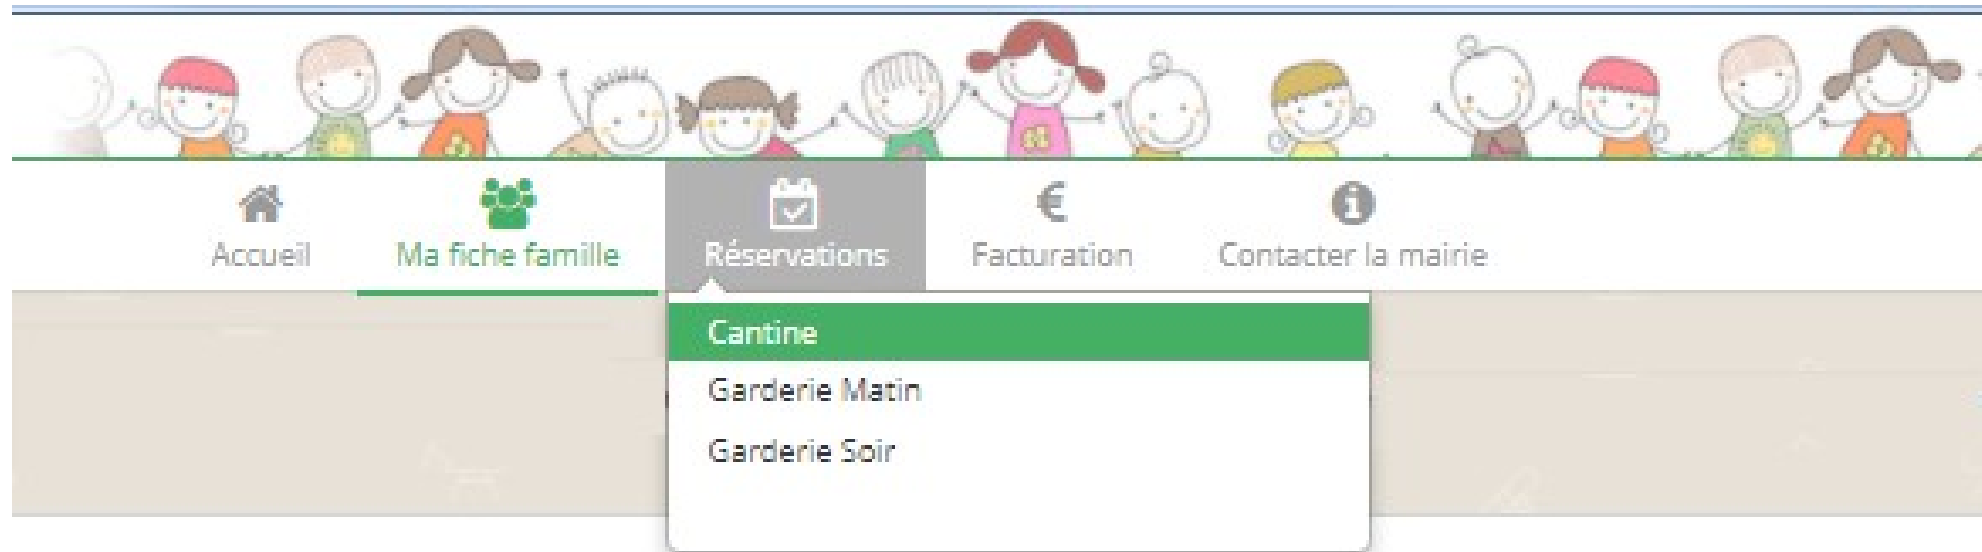 Accueil
Ma fiche famille
Réservations
Facturation
Contacter la mairie
Cantine
Garderie Matin
Garderie Soir